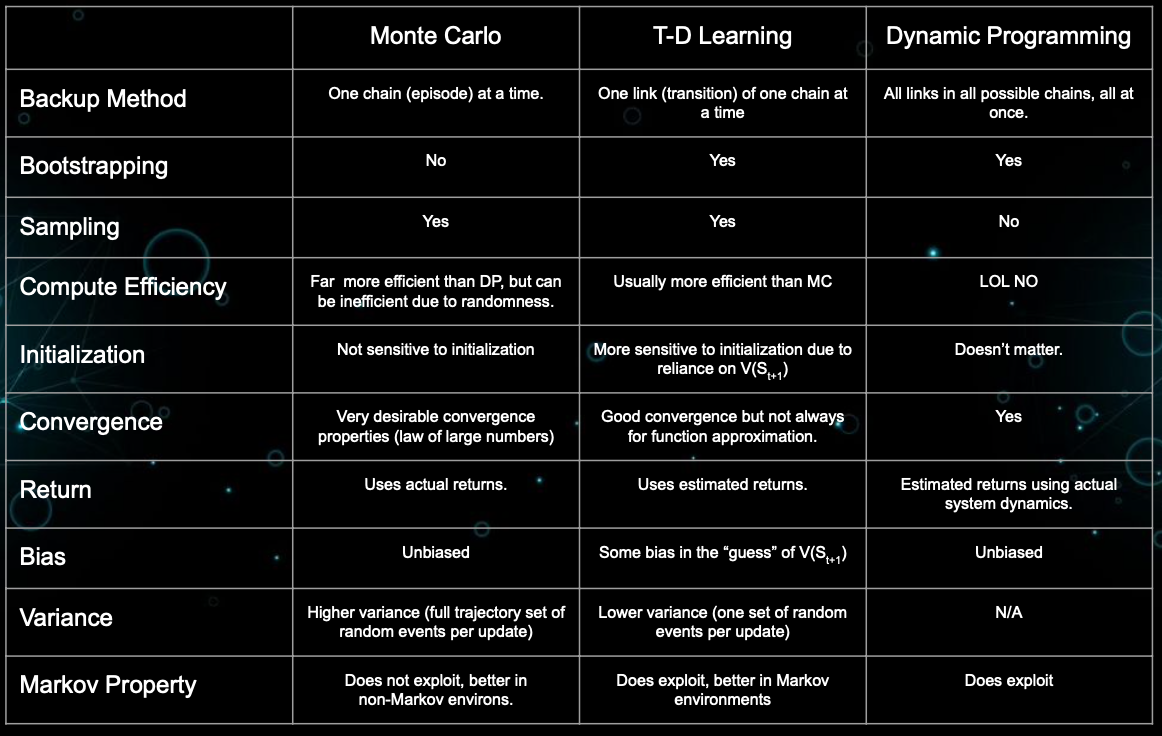 Monte Carlo
T-D Learning
Dynamic Programming
Backup Method
One chain (episode) at a time.
One link (transition) of one chain at
a time
All links in all possible chains, all at
once.
Bootstrapping
No
Yes
Yes
Sampling
Yes
Yes
No
Compute Efficiency
Far more efficient than DP, but can
be inefficient due to randomness.
Usually more efficient than MC
LOL NO
Initialization
Not sensitive to initialization
More sensitive to initialization due to
reliance on V(St+1)
Doesn’t matter.
Convergence
Very desirable convergence
properties (law of large numbers)
Good convergence but not always
for function approximation.
Yes
Return
Uses actual returns.
Uses estimated returns.
Estimated returns using actual
system dynamics.
Bias
Unbiased
Some bias in the “guess” of V(St+1)
Unbiased
Variance
Higher variance (full trajectory set of
random events per update)
Lower variance (one set of random
events per update)
N/A
Markov Property
Does not exploit, better in
non-Markov environs.
Does exploit, better in Markov
environments
Does exploit